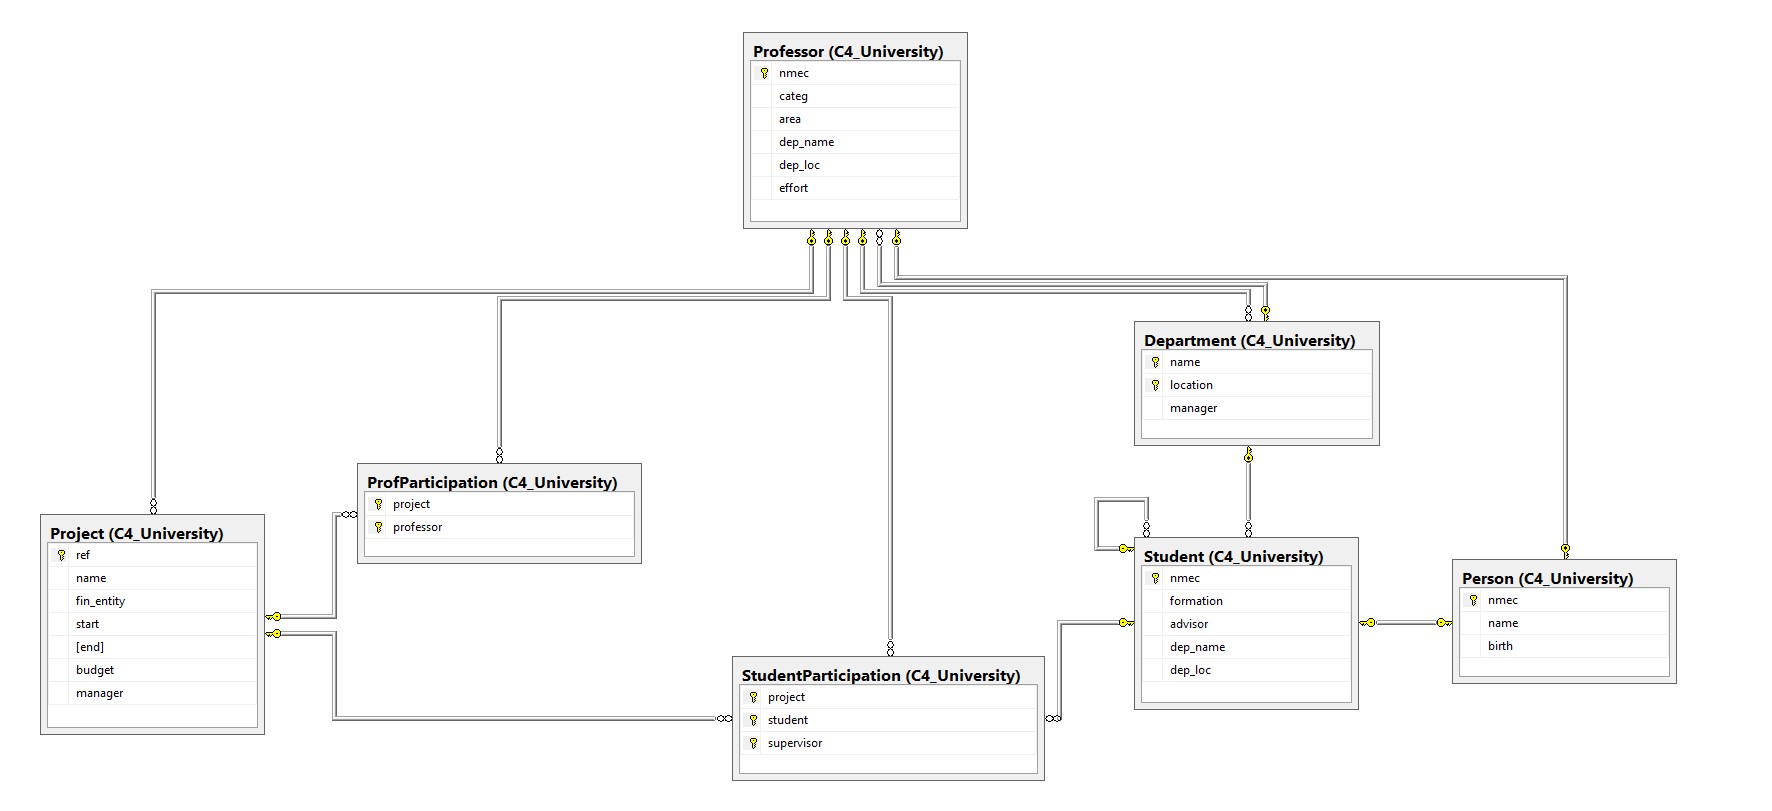 Professor (C4_University)
nmec
categ
area
dep_name
dep_loc
effort
Department (C4_University)
name
location
manager
ProfParticipation (C4_University)
project
professor
Project (C4_University)
ref
name
fin_entity
start
[end]
budget
manager
Student (C4_University)
nmec
formation
advisor
dep_name
dep_loc
Person (C4_University)
nmec
name
birth
StudentParticipation (C4_University)
project
student
supervisor